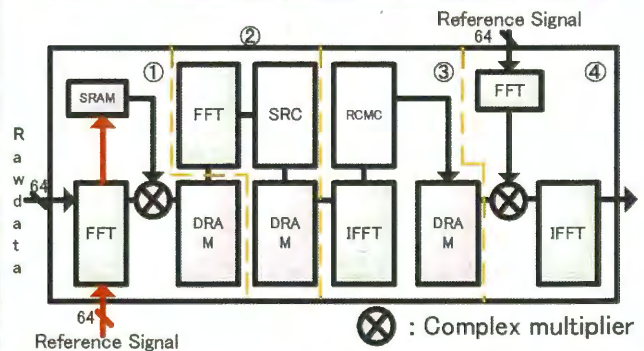 Reference Signal
64
① ② ③ ④
SRAM
FFT
SRC
RCMC
FFT
Rawdata
64
FFT
DRA
M
DRA
M
IFFT
DRA
M
IFFT
64
Reference Signal
: Complex multiplier